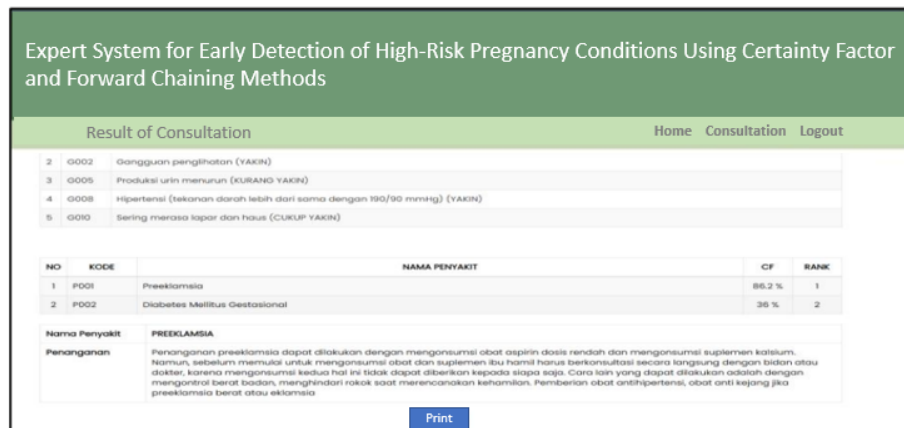 Expert System for Early Detection of High-Risk Pregnancy Conditions Using Certainty Factor
and Forward Chaining Methods
Result of Consultation Home Consultation Logout
2 G002 Gangguan penglihatan (YAKIN)
3 G005 Produksi urin menurun (KURANG YAKIN)
4 G008 Hipertensi (tekanan darah lebih dari sama dengan 190/90 mmHg) (YAKIN)
5 G010 Sering merasa lapar dan haus (CUKUP YAKIN)
NO KODE NAMA PENYAKIT CF RANK
1 P001 Preeklamsia 86.2 % 1
2 P002 Diabetes Mellitus Gestasional 36 % 2
Nama Penyakit PREEKLAMSIA
Penanganan Penanganan preeklamsia dapat dilakukan dengan mengonsumsi obat aspirin dosis rendah dan mengonsumsi suplemen kalsium.
Namun, sebelum memulai untuk mengonsumsi obat dan suplemen ibu hamil harus berkonsultasi secara langsung dengan bidan atau
dokter, karena mengonsumsi kedua hal ini tidak dapat diberikan kepada siapa saja. Cara lain yang dapat dilakukan adalah dengan
mengontrol berat badan, menghindari rokok saat merencanakan kehamilan. Pemberian obat antihipertensi, obat anti kejang jika
preeklamsia berat atau eklamsia
Print